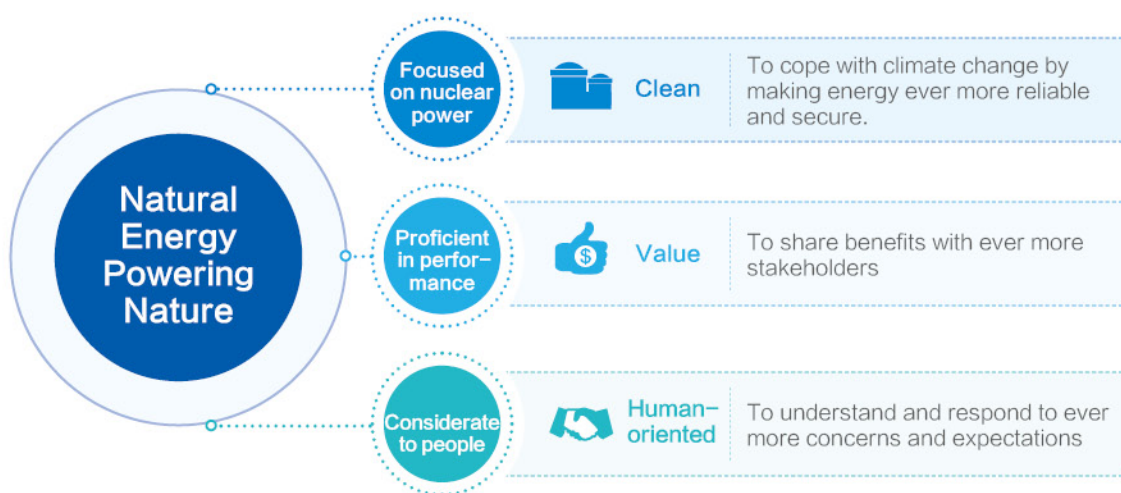 Natural
Energy
Powering
Nature
Focused
on nuclear
power
Clean
To cope with climate change by
making energy ever more reliable
and secure.
Proficient
in perfor-
mance
$
Value
To share benefits with ever more
stakeholders
Considerate
to people
Human-
oriented
To understand and respond to ever
more concerns and expectations